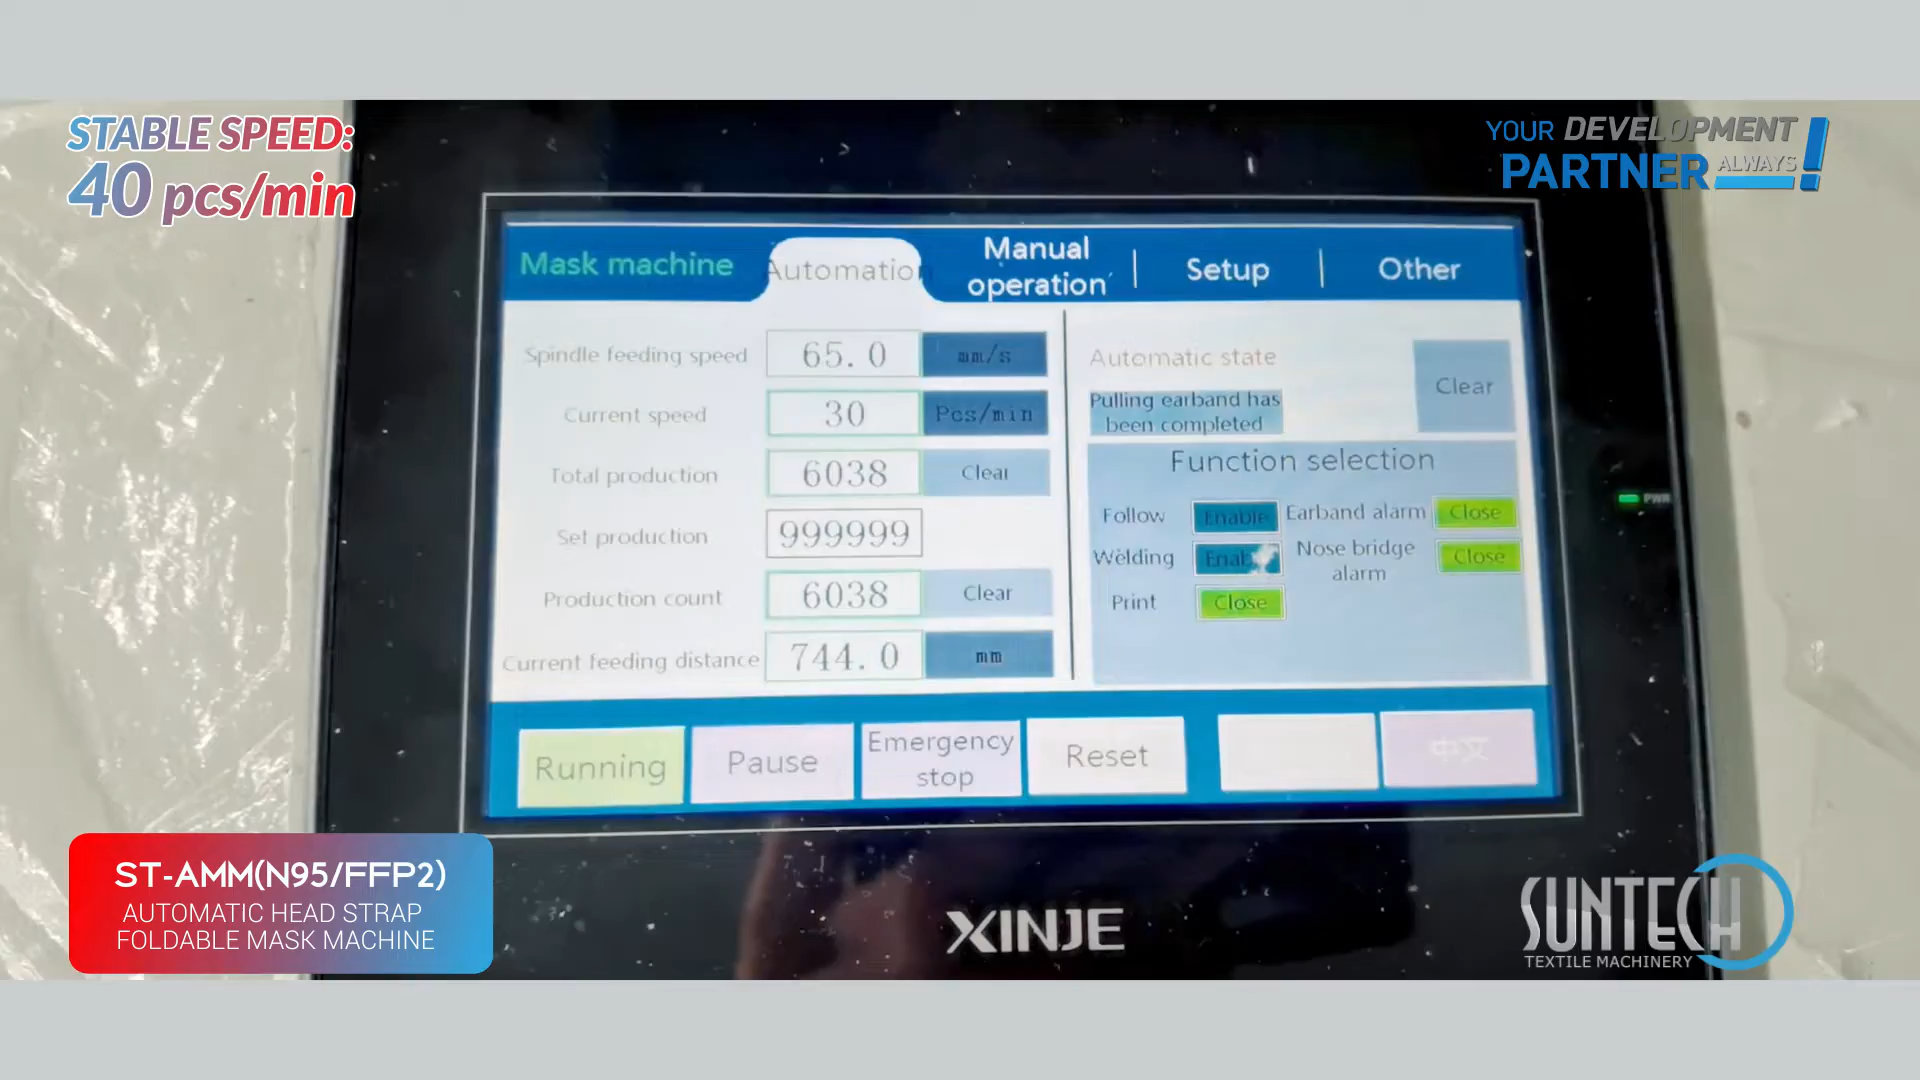 STABLE SPEED:
40 pcs/min
YOUR DEVELOPMENT
PARTNER ALWAYS!
Mask machine
Automation
Manual
operation
Setup
Other
Spindle feeding speed 65.0 mm/s
Current speed 30 Pcs/min
Total production 6038 Clear
Set production 999999
Production count 6038 Clear
Current feeding distance 744.0 mm
Automatic state
Clear
Pulling earband has
been completed
Function selection
Follow Enable Earband alarm Close
Welding Enable Nose bridge
alarm Close
Print Close
Running
Pause
Emergency
stop
Reset
中文
PWR
XINJE
ST-AMM(N95/FFP2)
AUTOMATIC HEAD STRAP
FOLDABLE MASK MACHINE
SUNTECH
TEXTILE MACHINERY